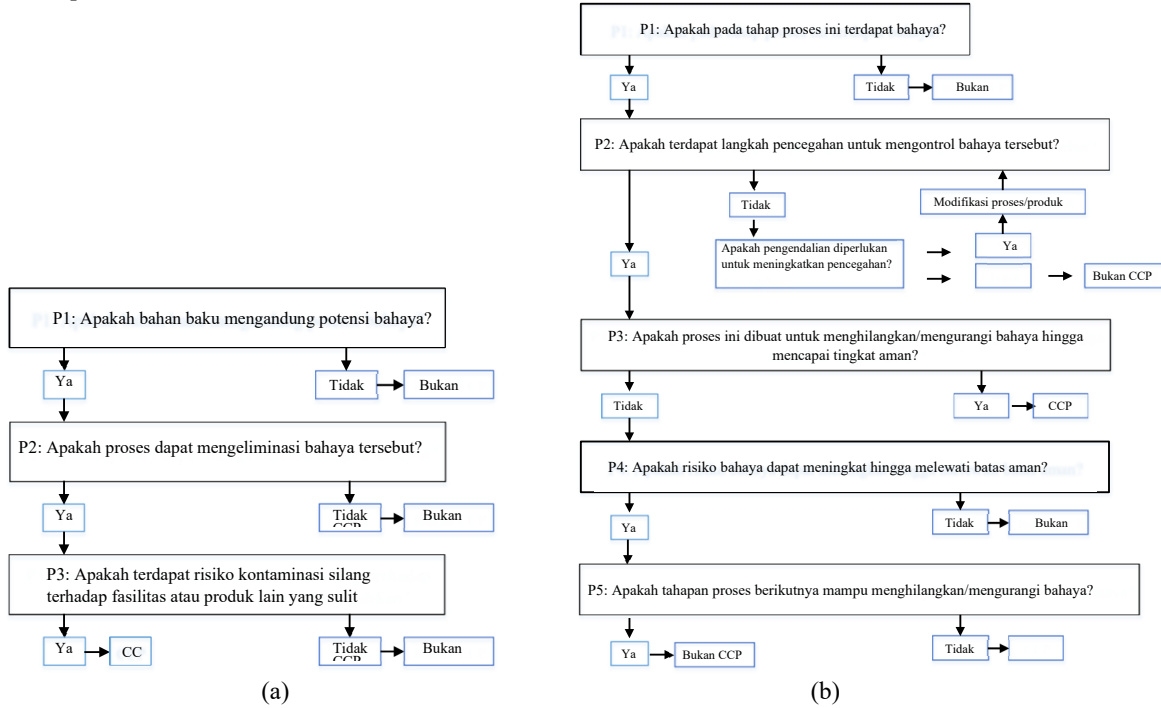 P1: Apakah bahan baku mengandung potensi bahaya?
Ya
Tidak
Bukan
P2: Apakah proses dapat mengeliminasi bahaya tersebut?
Ya
Tidak
Bukan
P3: Apakah terdapat risiko kontaminasi silang
terhadap fasilitas atau produk lain yang sulit
Ya
CC
Tidak
Bukan
(a)
P1: Apakah pada tahap proses ini terdapat bahaya?
Ya
Tidak
Bukan
P2: Apakah terdapat langkah pencegahan untuk mengontrol bahaya tersebut?
Tidak
Modifikasi proses/produk
Ya
Apakah pengendalian diperlukan
untuk meningkatkan pencegahan?
Ya
Bukan CCP
P3: Apakah proses ini dibuat untuk menghilangkan/mengurangi bahaya hingga
mencapai tingkat aman?
Tidak
Ya
CCP
P4: Apakah risiko bahaya dapat meningkat hingga melewati batas aman?
Ya
Tidak
Bukan
P5: Apakah tahapan proses berikutnya mampu menghilangkan/mengurangi bahaya?
Ya
Bukan CCP
Tidak
(b)